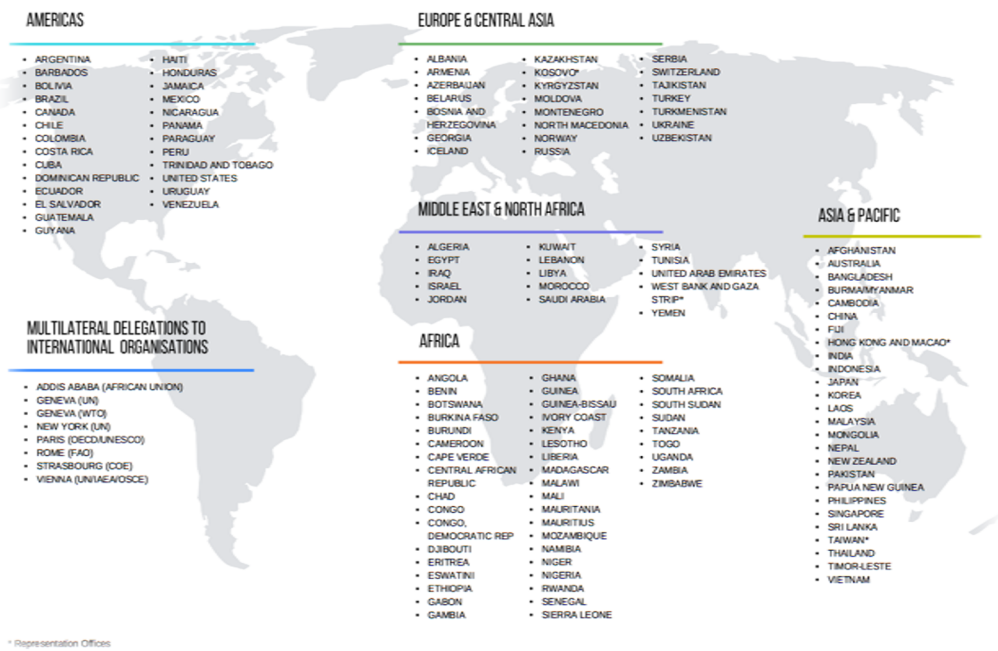 AMERICAS
ARGENTINA
BARBADOS
BOLIVIA
BRAZIL
CANADA
CHILE
COLOMBIA
COSTA RICA
CUBA
DOMINICAN REPUBLIC
ECUADOR
EL SALVADOR
GUATEMALA
GUYANA
HAITI
HONDURAS
JAMAICA
MEXICO
NICARAGUA
PANAMA
PARAGUAY
PERU
TRINIDAD AND TOBAGO
UNITED STATES
URUGUAY
VENEZUELA
MULTILATERAL DELEGATIONS TO
INTERNATIONAL ORGANISATIONS
ADDIS ABABA (AFRICAN UNION)
GENEVA (UN)
GENEVA (WTO)
NEW YORK (UN)
PARIS (OECD/UNESCO)
ROME (FAO)
STRASBOURG (COE)
VIENNA (UN/IAEA/OSCE)
EUROPE & CENTRAL ASIA
ALBANIA
ARMENIA
AZERBAIJAN
BELARUS
BOSNIA AND
HERZEGOVINA
GEORGIA
ICELAND
KAZAKHSTAN
KOSOVO*
KYRGYZSTAN
MOLDOVA
MONTENEGRO
NORTH MACEDONIA
NORWAY
RUSSIA
SERBIA
SWITZERLAND
TAJIKISTAN
TURKEY
TURKMENISTAN
UKRAINE
UZBEKISTAN
MIDDLE EAST & NORTH AFRICA
ALGERIA
EGYPT
IRAQ
ISRAEL
JORDAN
KUWAIT
LEBANON
LIBYA
MOROCCO
SAUDI ARABIA
SYRIA
TUNISIA
UNITED ARAB EMIRATES
WEST BANK AND GAZA
STRIP*
YEMEN
AFRICA
ANGOLA
BENIN
BOTSWANA
BURKINA FASO
BURUNDI
CAMEROON
CAPE VERDE
CENTRAL AFRICAN
REPUBLIC
CHAD
CONGO
CONGO,
DEMOCRATIC REP
DJIBOUTI
ERITREA
ESWATINI
ETHIOPIA
GABON
GAMBIA
GHANA
GUINEA
GUINEA-BISSAU
IVORY COAST
KENYA
LESOTHO
LIBERIA
MADAGASCAR
MALAWI
MALI
MAURITANIA
MAURITIUS
MOZAMBIQUE
NAMIBIA
NIGER
NIGERIA
RWANDA
SENEGAL
SIERRA LEONE
SOMALIA
SOUTH AFRICA
SOUTH SUDAN
SUDAN
TANZANIA
TOGO
UGANDA
ZAMBIA
ZIMBABWE
ASIA & PACIFIC
AFGHANISTAN
AUSTRALIA
BANGLADESH
BURMA/MYANMAR
CAMBODIA
CHINA
FIJI
HONG KONG AND MACAO*
INDIA
INDONESIA
JAPAN
KOREA
LAOS
MALAYSIA
MONGOLIA
NEPAL
NEW ZEALAND
PAKISTAN
PAPUA NEW GUINEA
PHILIPPINES
SINGAPORE
SRI LANKA
TAIWAN*
THAILAND
TIMOR-LESTE
VIETNAM
* Representation Offices